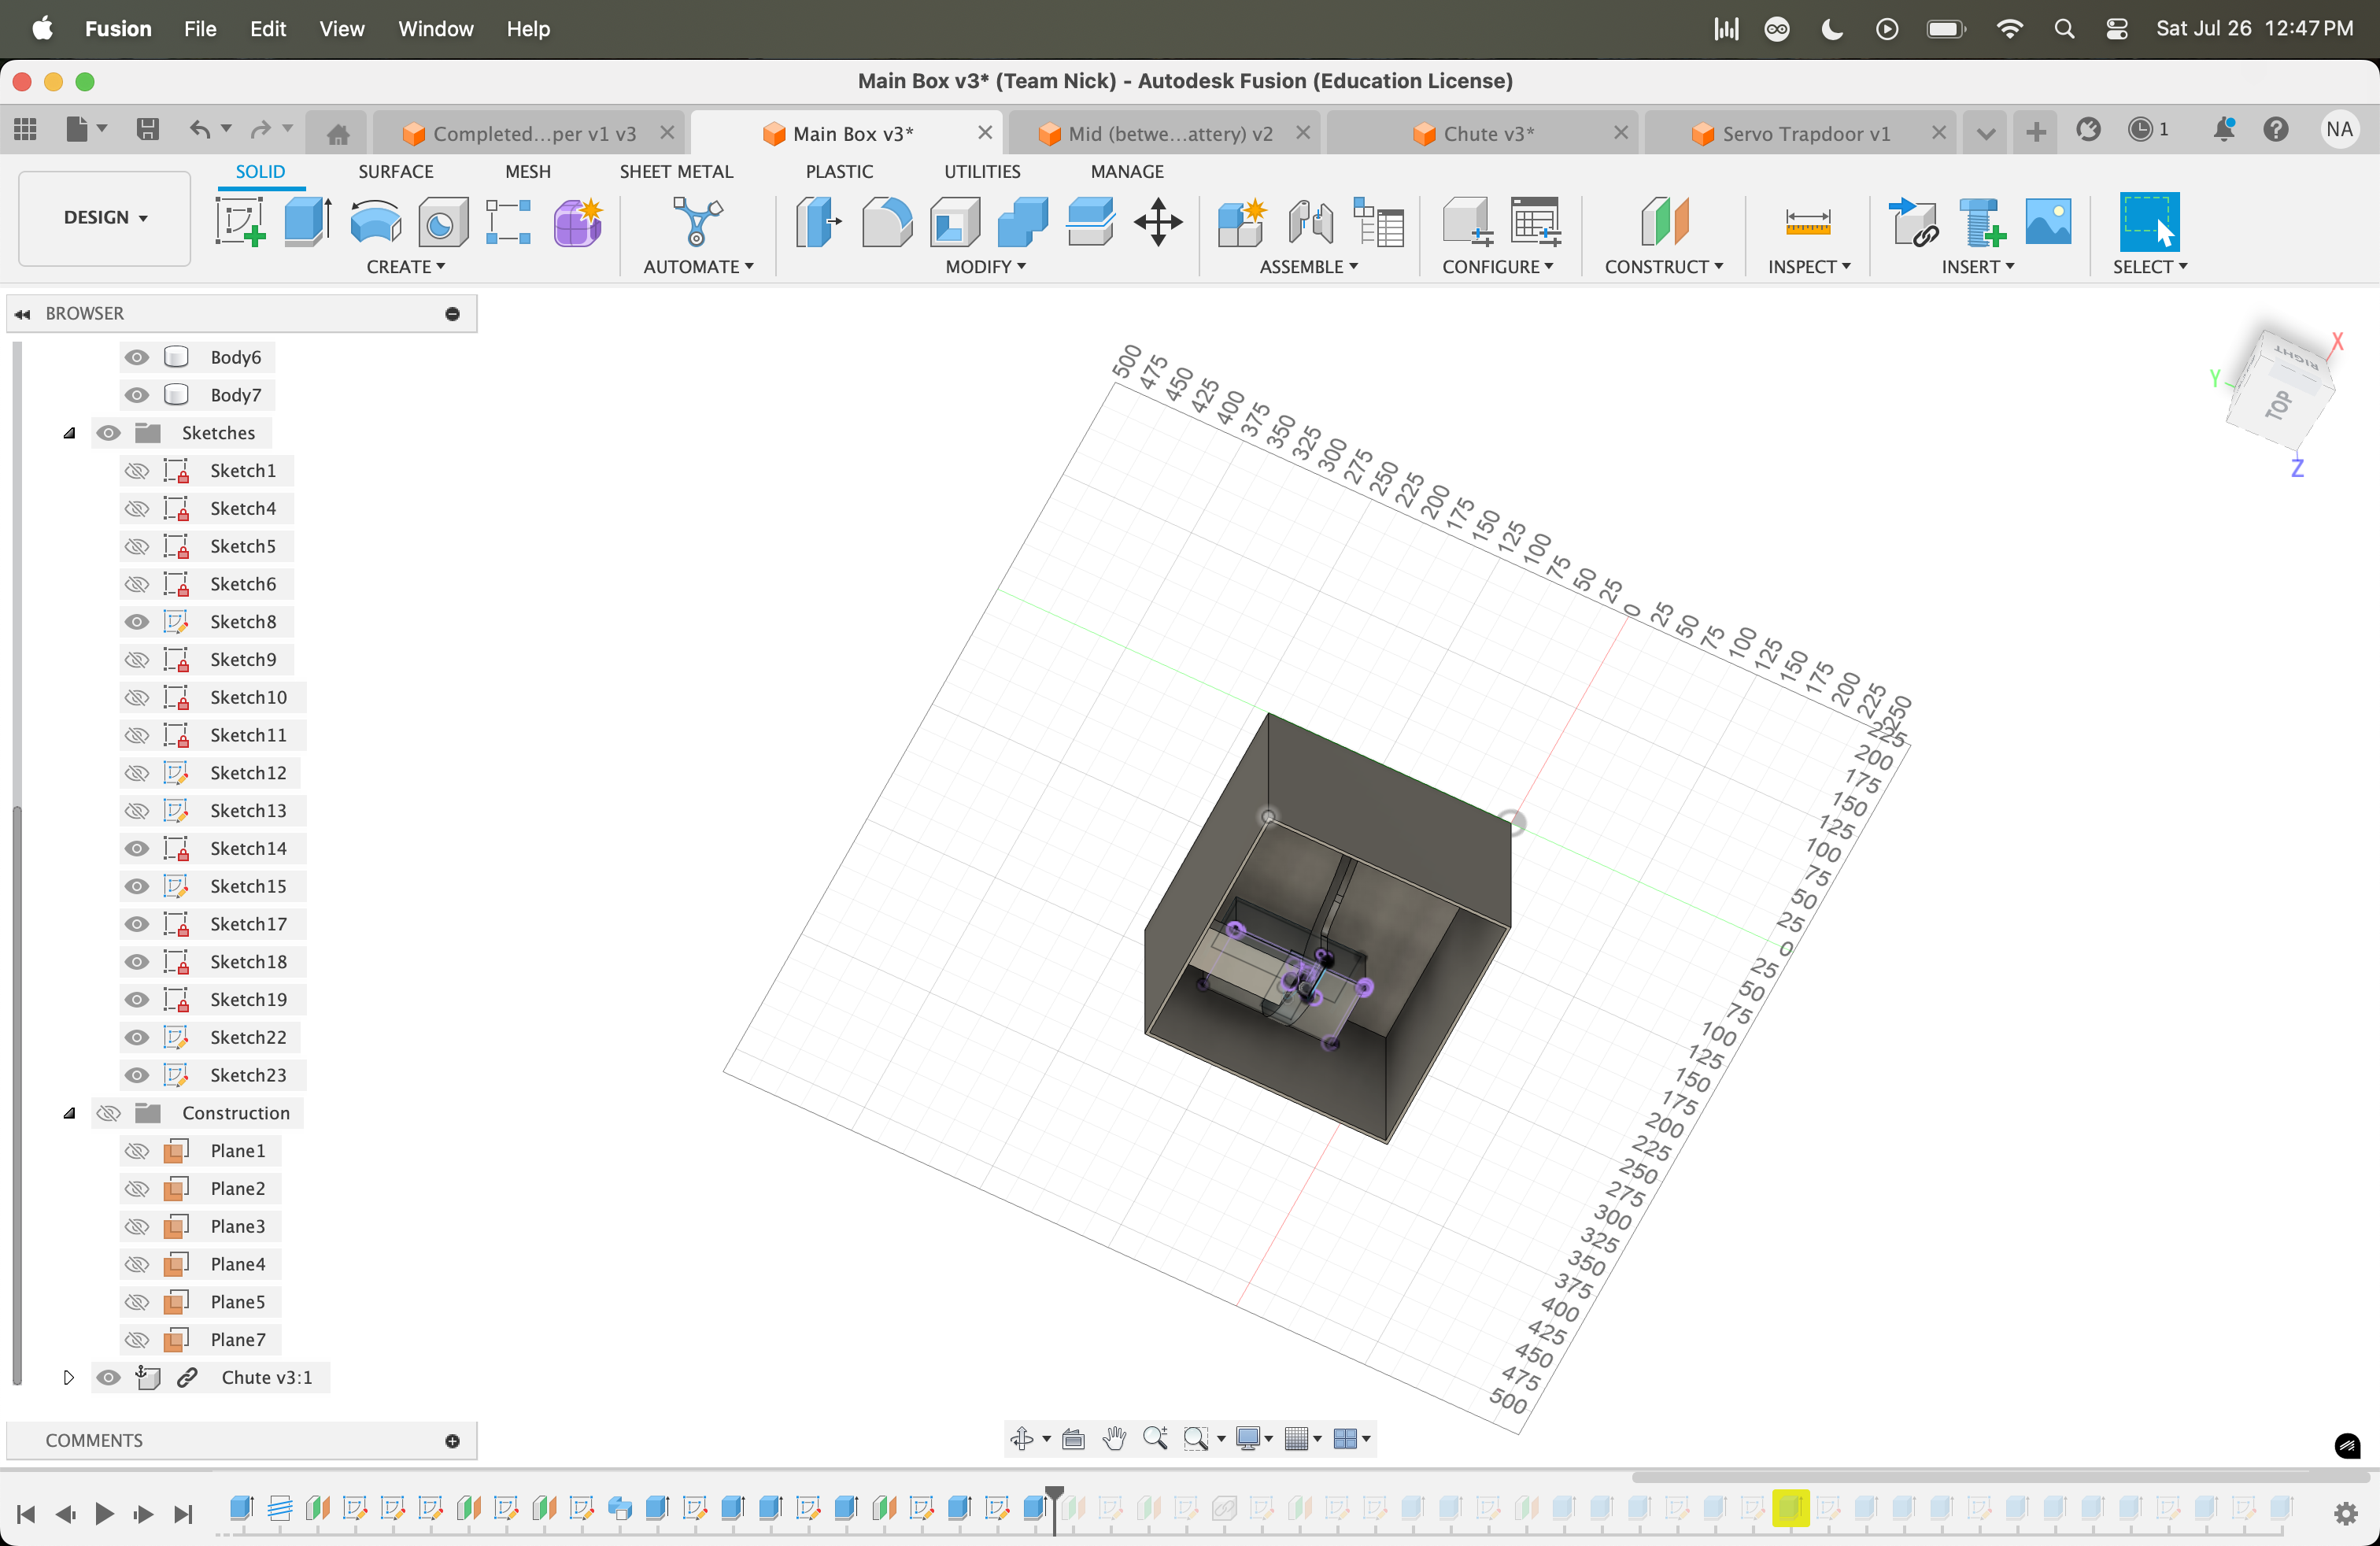 Fusion File Edit View Window Help Sat Jul 26 12:47 PM
Main Box v3* (Team Nick) - Autodesk Fusion (Education License)
Completed...per v1 v3 Main Box v3* Mid (betwe...attery) v2 Chute v3* Servo Trapdoor v1 1 NA
SOLID SURFACE MESH SHEET METAL PLASTIC UTILITIES MANAGE
DESIGN
CREATE AUTOMATE MODIFY ASSEMBLE CONFIGURE CONSTRUCT INSPECT INSERT SELECT
BROWSER
Body6
Body7
Sketches
Sketch1
Sketch4
Sketch5
Sketch6
Sketch8
Sketch9
Sketch10
Sketch11
Sketch12
Sketch13
Sketch14
Sketch15
Sketch17
Sketch18
Sketch19
Sketch22
Sketch23
Construction
Plane1
Plane2
Plane3
Plane4
Plane5
Plane7
Chute v3:1
COMMENTS
500 475 450 425 400 375 350 325 300 275 250 225 200 175 150 125 100 75 50 25 0 25 50 75 100 125 150 175 200 225 250
225
200
175
150
125
100
75
50
25
0
25
50
75
100
125
150
175
200
225
250
275
300
325
350
375
400
425
450
475
500
X
RIGHT
Y
TOP
Z